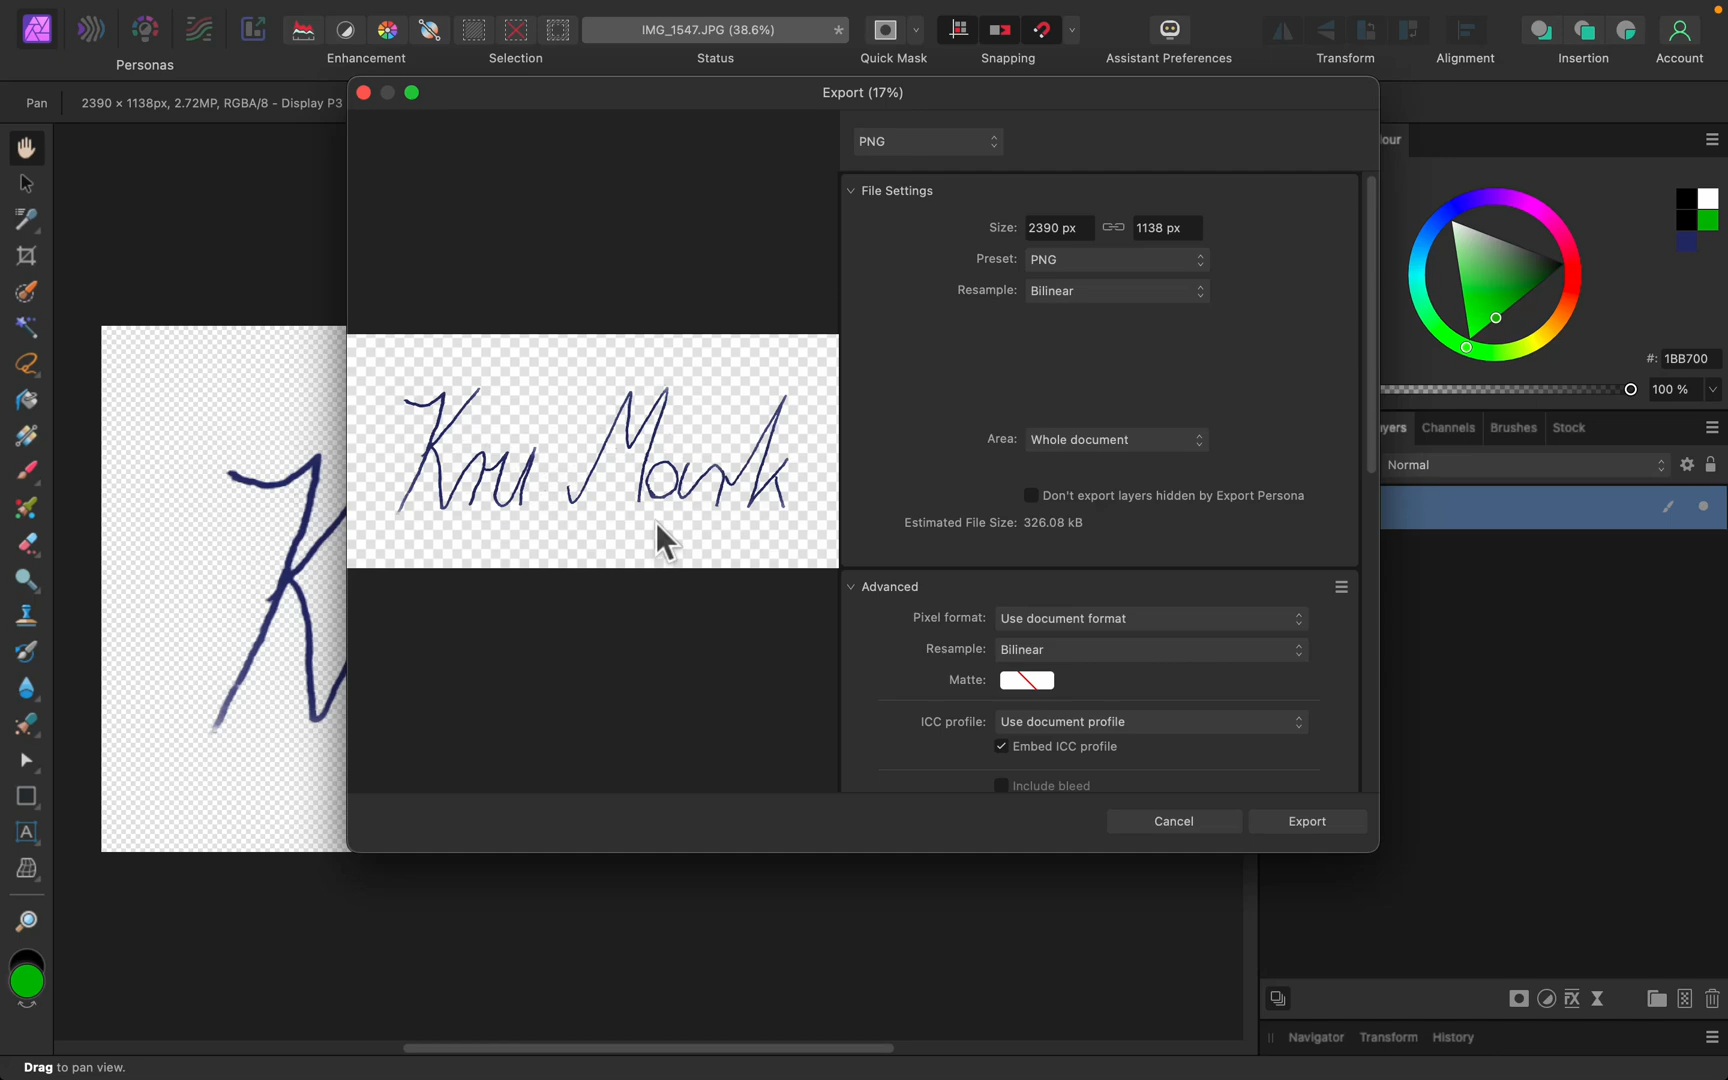 IMG_1547.JPG (38.6%) *
Personas Enhancement Selection Status Quick Mask Snapping Assistant Preferences Transform Alignment Insertion Account
Pan 2390 × 1138px, 2.72MP, RGBA/8 - Display P3
Export (17%)
PNG
File Settings
Size: 2390 px 1138 px
Preset: PNG
Resample: Bilinear
Area: Whole document
Don't export layers hidden by Export Persona
Estimated File Size: 326.08 kB
Advanced
Pixel format: Use document format
Resample: Bilinear
Matte:
ICC profile: Use document profile
Embed ICC profile
Include bleed
Cancel Export
Kru Mark
K
our
#: 1BB700
100 %
yers Channels Brushes Stock
Normal
Navigator Transform History
Drag to pan view.